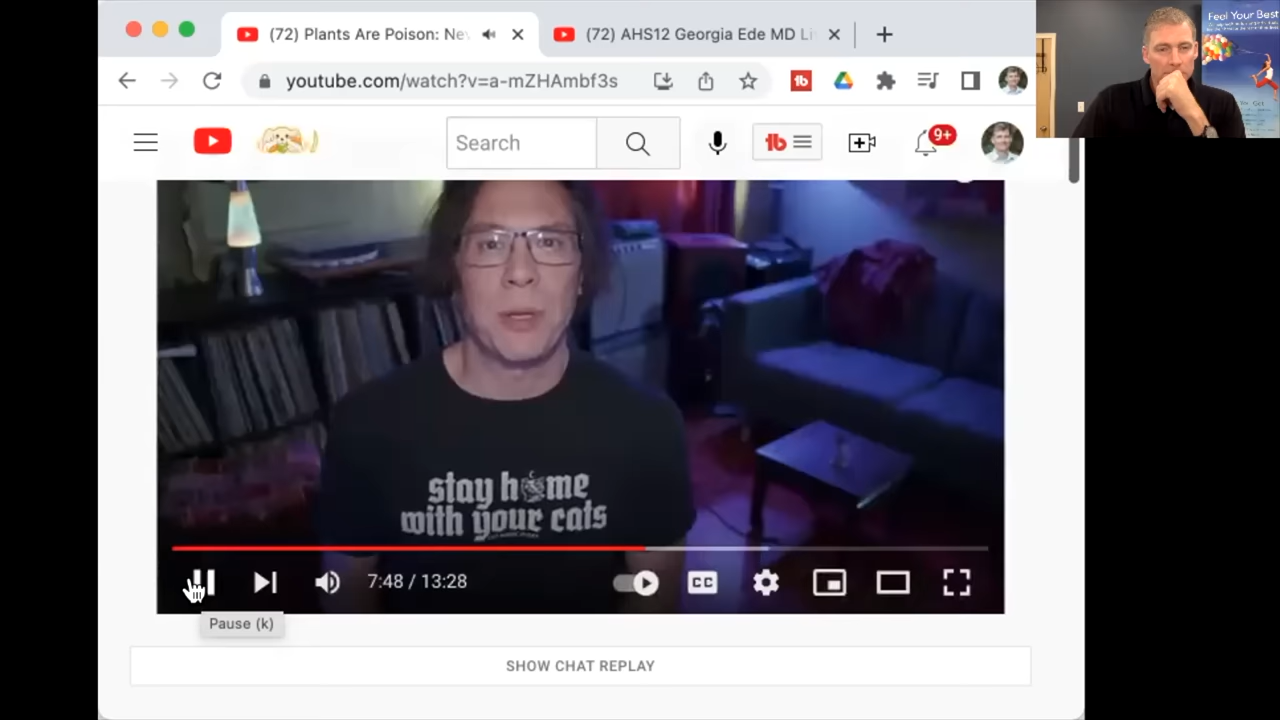 (72) Plants Are Poison: Ne
(72) AHS12 Georgia Ede MD Li
youtube.com/watch?v=a-mZHAmbf3s
Search
9+
Feel Your Best
stay home
with your cats
7:48 / 13:28
CC
Pause (k)
SHOW CHAT REPLAY